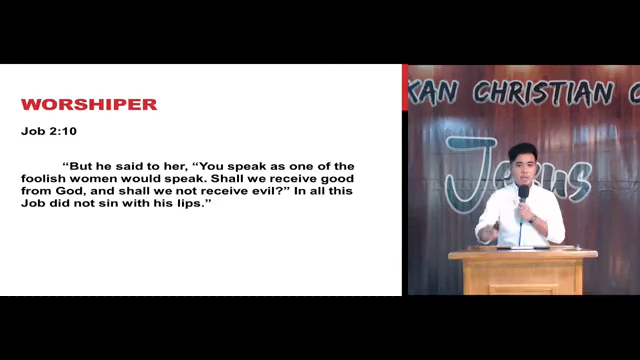 WORSHIPER
Job 2:10
“But he said to her, “You speak as one of the
foolish women would speak. Shall we receive good
from God, and shall we not receive evil?” In all this
Job did not sin with his lips.”
KAN CHRISTIAN C
Jesus